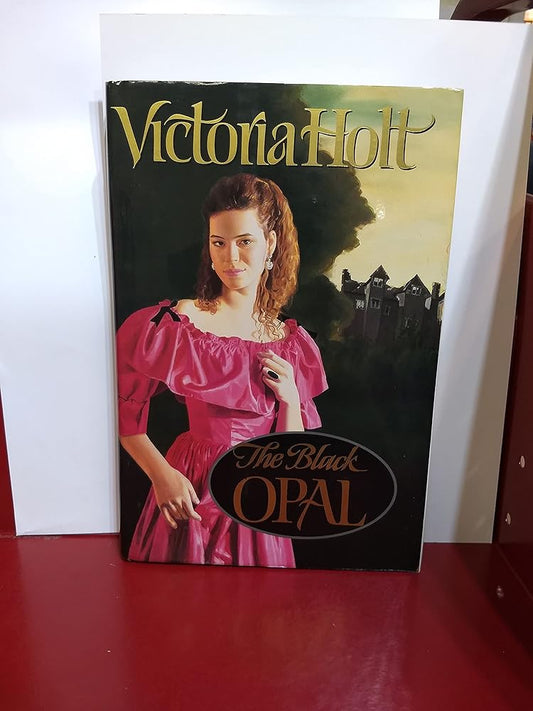 Victoria Holt
The Black
OPAL